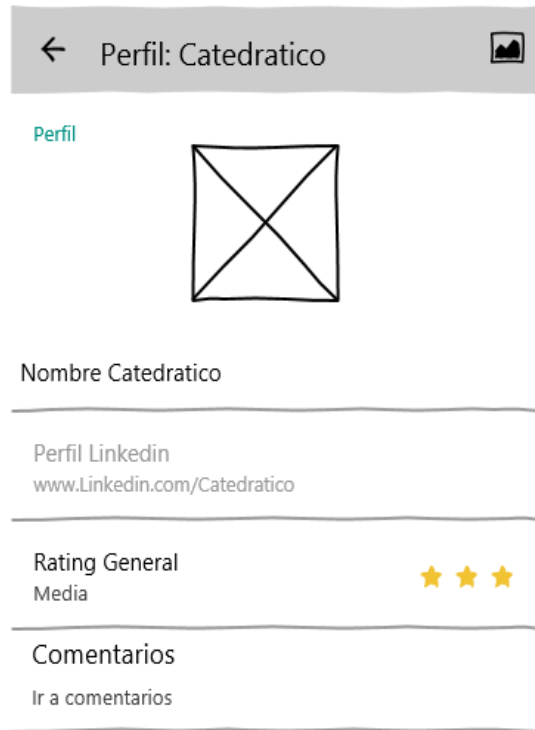 Perfil: Catedratico
Perfil
Nombre Catedratico
Perfil Linkedin
www.Linkedin.com/Catedratico
Rating General
Media
Comentarios
Ir a comentarios